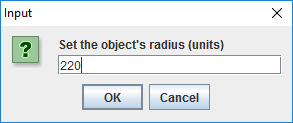 Input
Set the object's radius (units)
220
OK Cancel